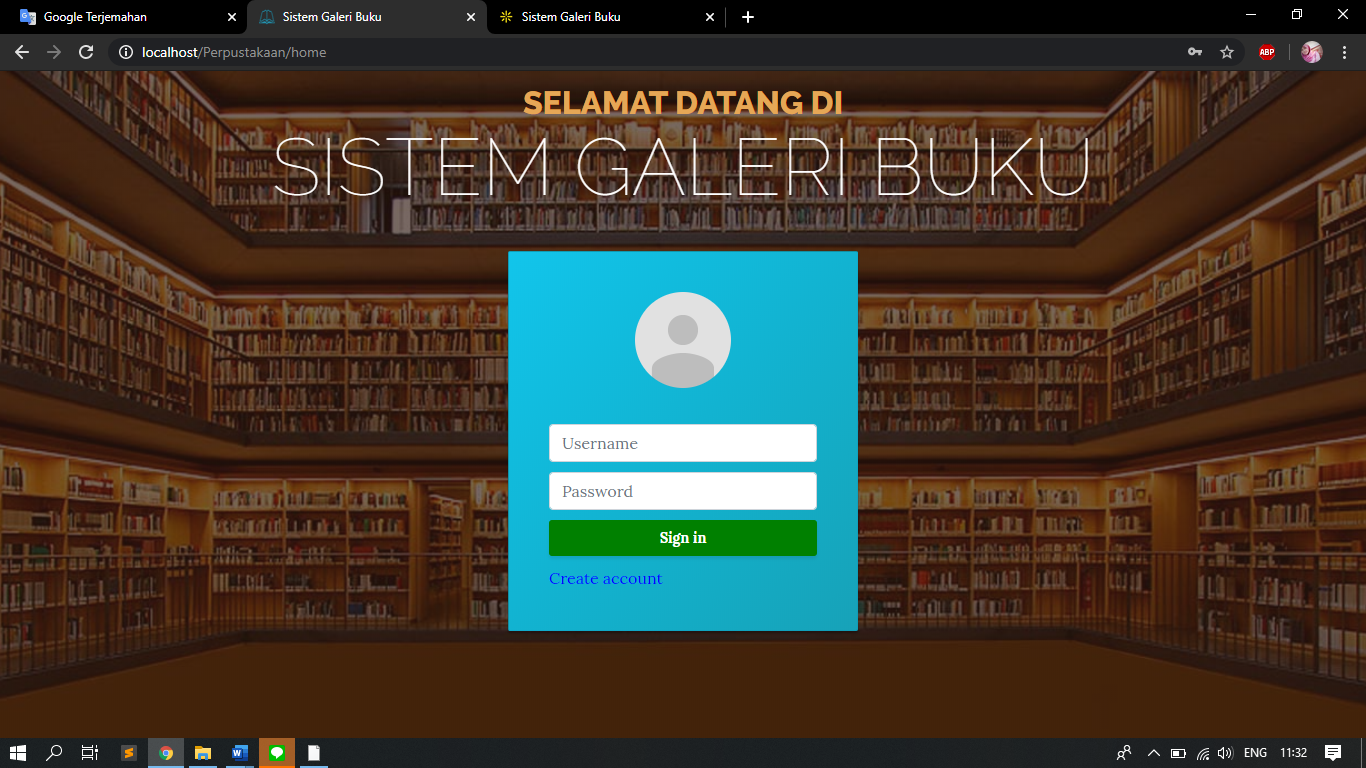 Google Terjemahan
Sistem Galeri Buku
Sistem Galeri Buku
localhost/Perpustakaan/home
ABP
SELAMAT DATANG DI
SISTEM GALERI BUKU
Username
Password
Sign in
Create account
ENG
11:32